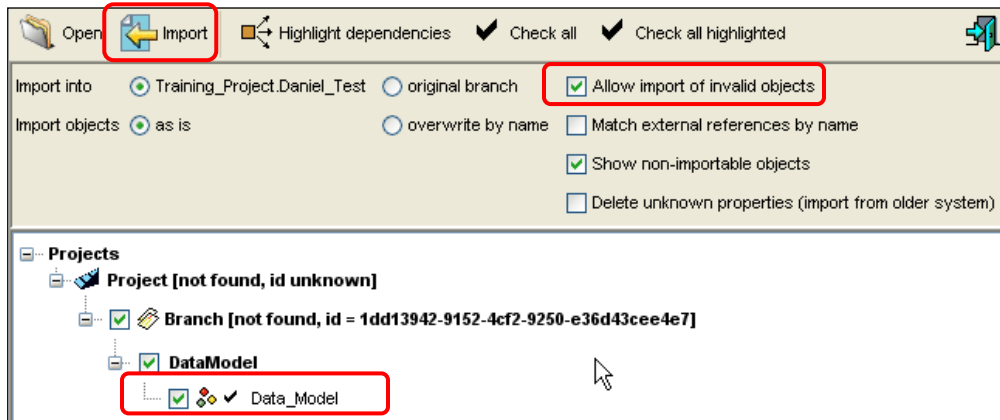 Open Import Highlight dependencies Check all Check all highlighted
Import into Training_Project.Daniel_Test original branch Allow import of invalid objects
Import objects as is overwrite by name Match external references by name
Show non-importable objects
Delete unknown properties (import from older system)
Projects
Project [not found, id unknown]
Branch [not found, id = 1dd13942-9152-4cf2-9250-e36d43cee4e7]
DataModel
Data_Model